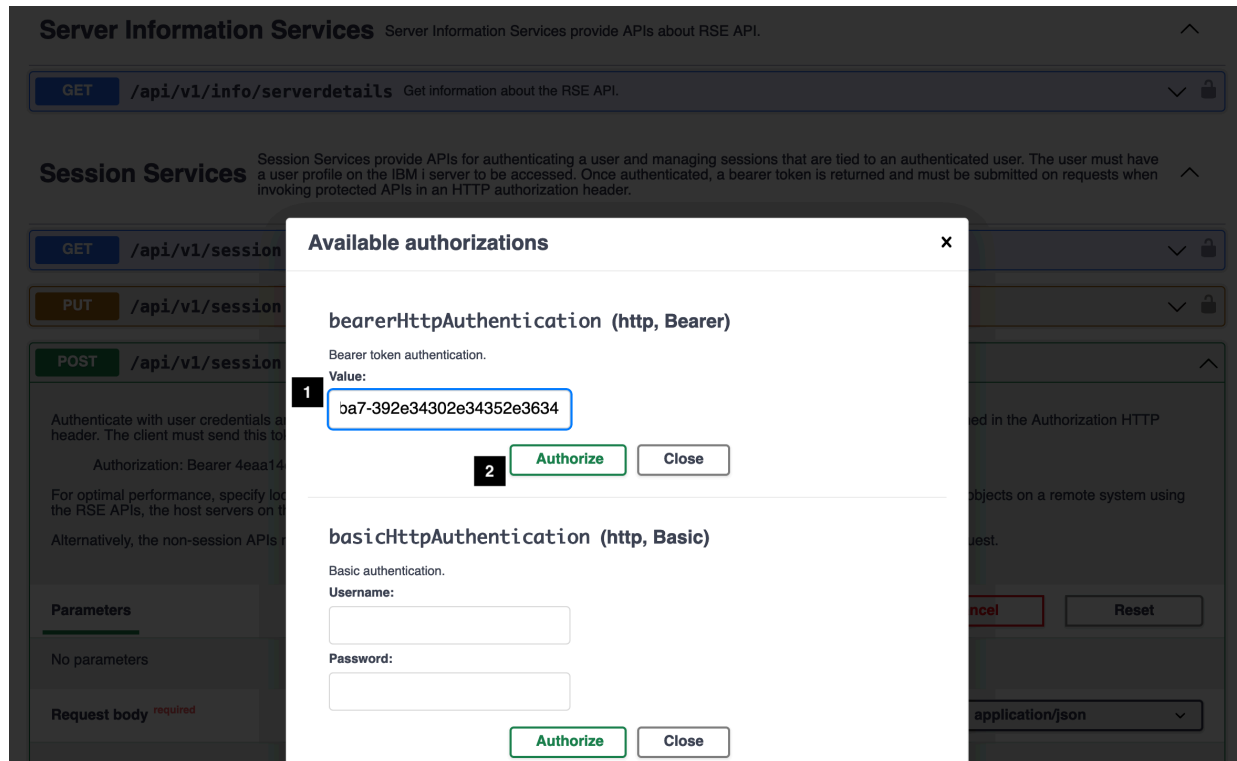 Server Information Services Server Information Services provide APIs about RSE API.
GET /api/v1/info/serverdetails Get information about the RSE API.
Session Services Session Services provide APIs for authenticating a user and managing sessions that are tied to an authenticated user. The user must have
a user profile on the IBM i server to be accessed. Once authenticated, a bearer token is returned and must be submitted on requests when
invoking protected APIs in an HTTP authorization header.
GET /api/v1/session
PUT /api/v1/session
POST /api/v1/session
Available authorizations x
bearerHttpAuthentication (http, Bearer)
Bearer token authentication.
Value:
1 ba7-392e34302e34352e3634
2 Authorize Close
basicHttpAuthentication (http, Basic)
Basic authentication.
Username:
Password:
Authorize Close
Authenticate with user credentials in the Authorization HTTP
header. The client must send this
Authorization: Bearer
For optimal performance, specify objects on a remote system using
the RSE APIs, the host servers on
Alternatively, the non-session APIs
Parameters Reset
No parameters
Request body required application/json